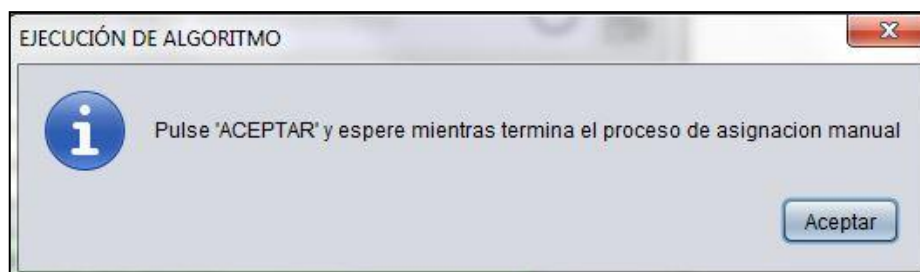 EJECUCIÓN DE ALGORITMO
Pulse 'ACEPTAR' y espere mientras termina el proceso de asignacion manual
Aceptar